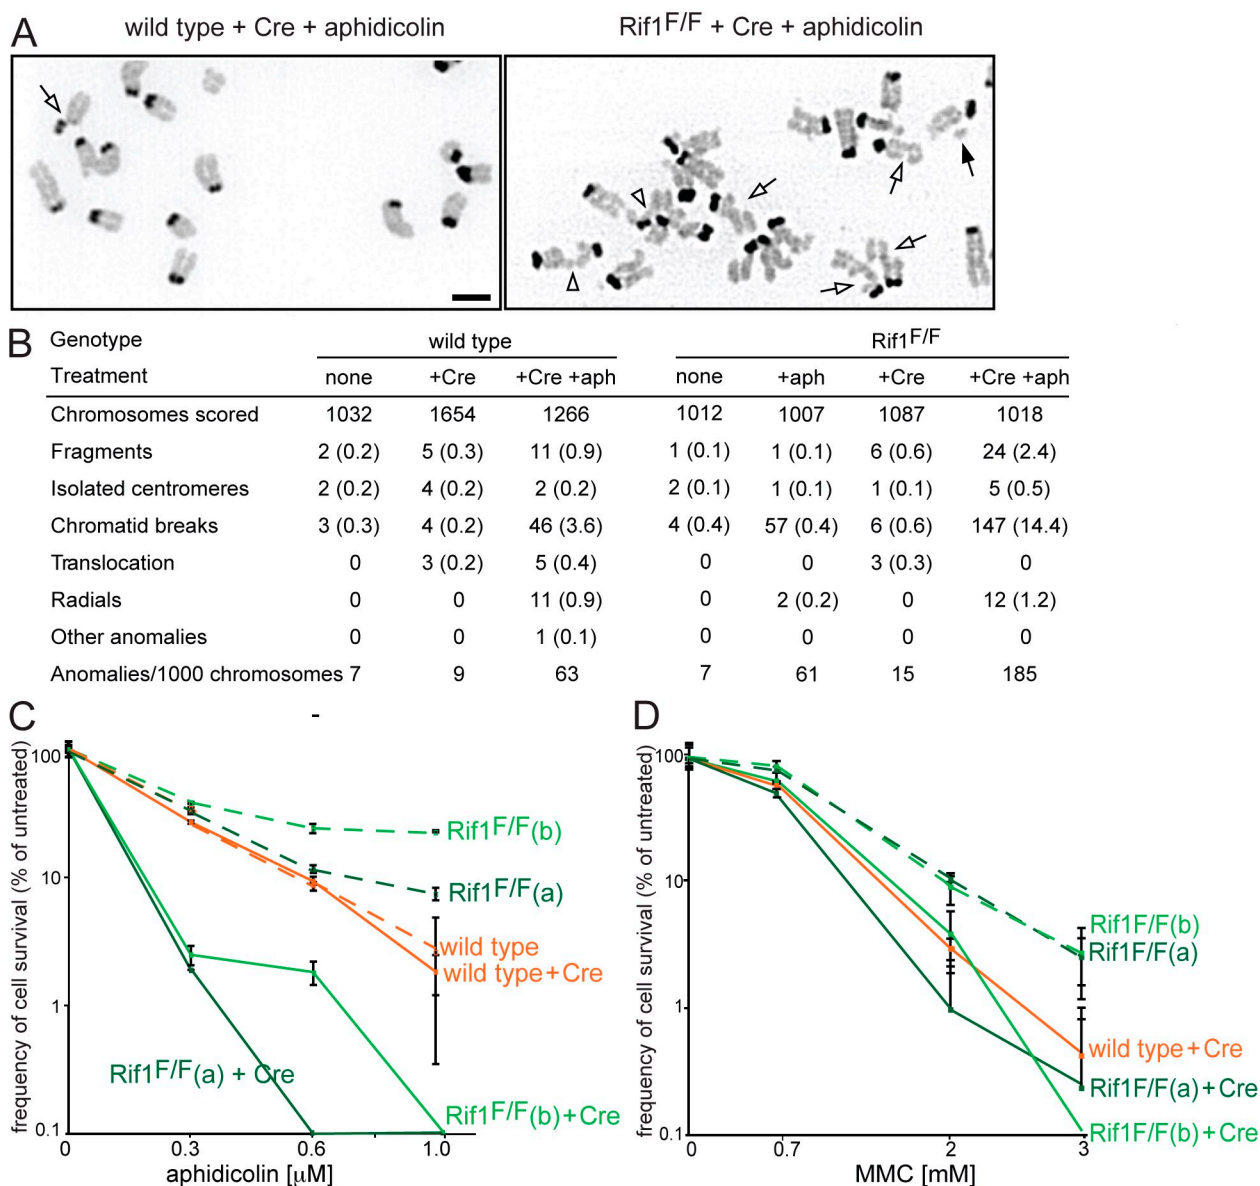 A
wild type + Cre + aphidicolin
Rif1F/F + Cre + aphidicolin
B
Genotype wild type Rif1F/F
Treatment none +Cre +Cre +aph none +aph +Cre +Cre +aph
Chromosomes scored 1032 1654 1266 1012 1007 1087 1018
Fragments 2 (0.2) 5 (0.3) 11 (0.9) 1 (0.1) 1 (0.1) 6 (0.6) 24 (2.4)
Isolated centromeres 2 (0.2) 4 (0.2) 2 (0.2) 2 (0.1) 1 (0.1) 1 (0.1) 5 (0.5)
Chromatid breaks 3 (0.3) 4 (0.2) 46 (3.6) 4 (0.4) 57 (0.4) 6 (0.6) 147 (14.4)
Translocation 0 3 (0.2) 5 (0.4) 0 0 3 (0.3) 0
Radials 0 0 11 (0.9) 0 2 (0.2) 0 12 (1.2)
Other anomalies 0 0 1 (0.1) 0 0 0 0
Anomalies/1000 chromosomes 7 9 63 7 61 15 185
C
-
frequency of cell survival (% of untreated)
100
10
1
0.1
0 0.3 0.6 1.0
aphidicolin [μM]
Rif1F/F(b)
Rif1F/F(a)
wild type
wild type+Cre
Rif1F/F(a) + Cre
Rif1F/F(b)+Cre
D
frequency of cell survival (% of untreated)
100
10
1
0.1
0 0.7 2 3
MMC [mM]
Rif1F/F(b)
Rif1F/F(a)
wild type+Cre
Rif1F/F(a)+Cre
Rif1F/F(b)+Cre